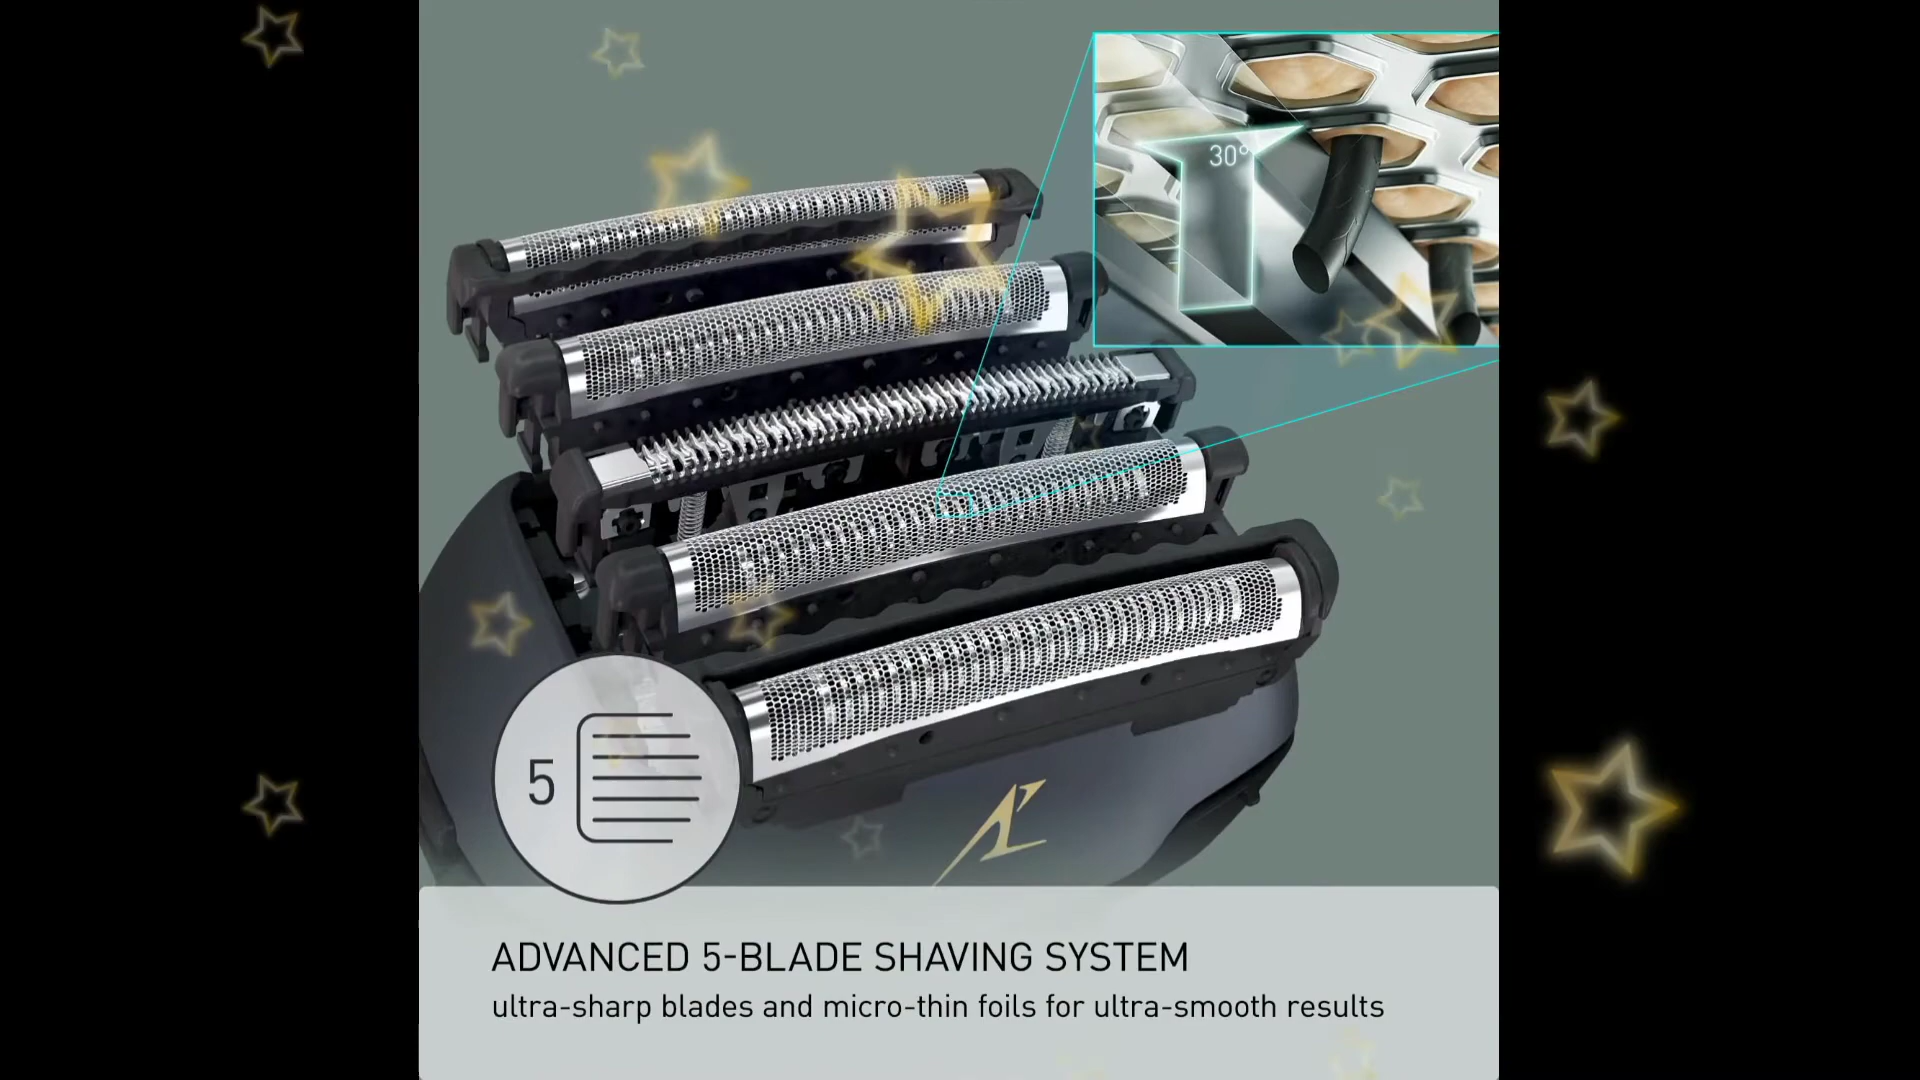 30°
5
ADVANCED 5-BLADE SHAVING SYSTEM
ultra-sharp blades and micro-thin foils for ultra-smooth results